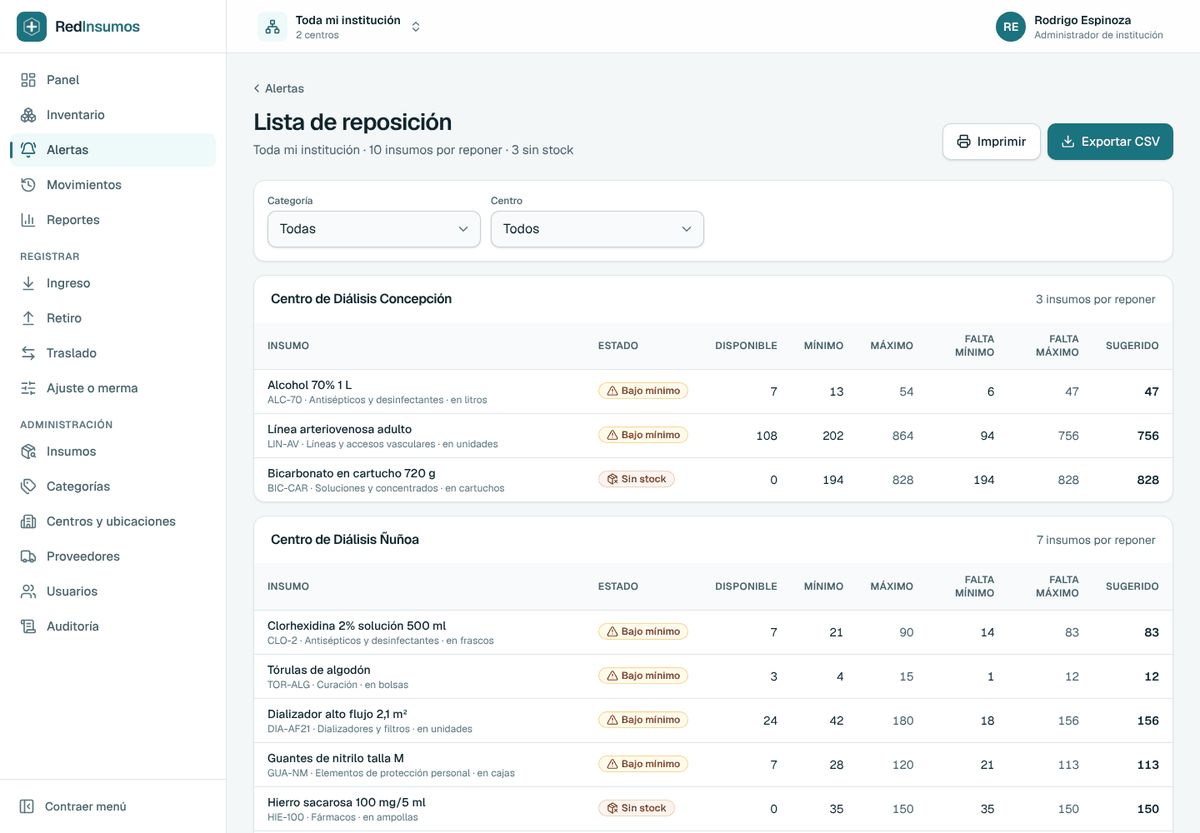 RedInsumos
Toda mi institución
2 centros
RE
Rodrigo Espinoza
Administrador de institución
Panel
Inventario
Alertas
Movimientos
Reportes
REGISTRAR
Ingreso
Retiro
Traslado
Ajuste o merma
ADMINISTRACIÓN
Insumos
Categorías
Centros y ubicaciones
Proveedores
Usuarios
Auditoría
Contraer menú
Alertas
Lista de reposición
Toda mi institución · 10 insumos por reponer · 3 sin stock
Imprimir
Exportar CSV
Categoría
Centro
Todas
Todos
Centro de Diálisis Concepción
3 insumos por reponer
INSUMO ESTADO DISPONIBLE MÍNIMO MÁXIMO FALTA MÍNIMO FALTA MÁXIMO SUGERIDO
Alcohol 70% 1 L Bajo mínimo 7 13 54 6 47 47
ALC-70 · Antisépticos y desinfectantes · en litros
Línea arteriovenosa adulto Bajo mínimo 108 202 864 94 756 756
LIN-AV · Líneas y accesos vasculares · en unidades
Bicarbonato en cartucho 720 g Sin stock 0 194 828 194 828 828
BIC-CAR · Soluciones y concentrados · en cartuchos
Centro de Diálisis Ñuñoa
7 insumos por reponer
INSUMO ESTADO DISPONIBLE MÍNIMO MÁXIMO FALTA MÍNIMO FALTA MÁXIMO SUGERIDO
Clorhexidina 2% solución 500 ml Bajo mínimo 7 21 90 14 83 83
CLO-2 · Antisépticos y desinfectantes · en frascos
Tórulas de algodón Bajo mínimo 3 4 15 1 12 12
TOR-ALG · Curación · en bolsas
Dializador alto flujo 2,1 m² Bajo mínimo 24 42 180 18 156 156
DIA-AF21 · Dializadores y filtros · en unidades
Guantes de nitrilo talla M Bajo mínimo 7 28 120 21 113 113
GUA-NM · Elementos de protección personal · en cajas
Hierro sacarosa 100 mg/5 ml Sin stock 0 35 150 35 150 150
HIE-100 · Fármacos · en ampollas